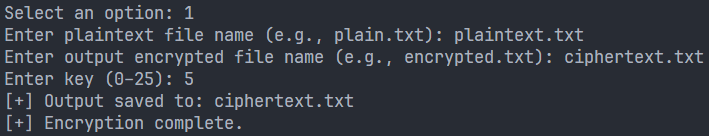 Select an option: 1
Enter plaintext file name (e.g., plain.txt): plaintext.txt
Enter output encrypted file name (e.g., encrypted.txt): ciphertext.txt
Enter key (0–25): 5
[+] Output saved to: ciphertext.txt
[+] Encryption complete.